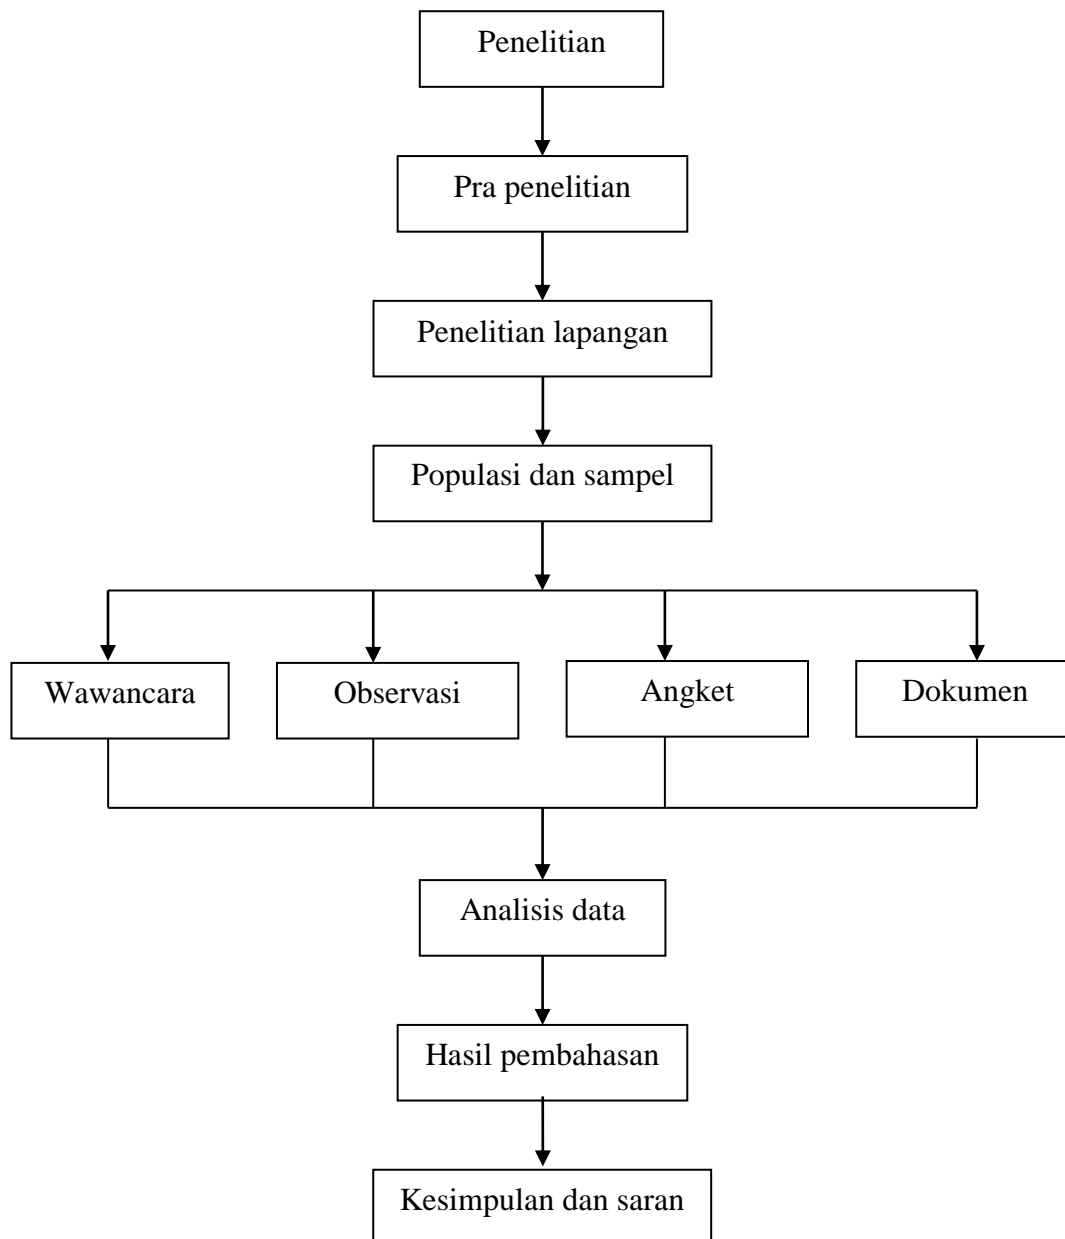 Penelitian
Pra penelitian
Penelitian lapangan
Populasi dan sampel
Wawancara
Observasi
Angket
Dokumen
Analisis data
Hasil pembahasan
Kesimpulan dan saran